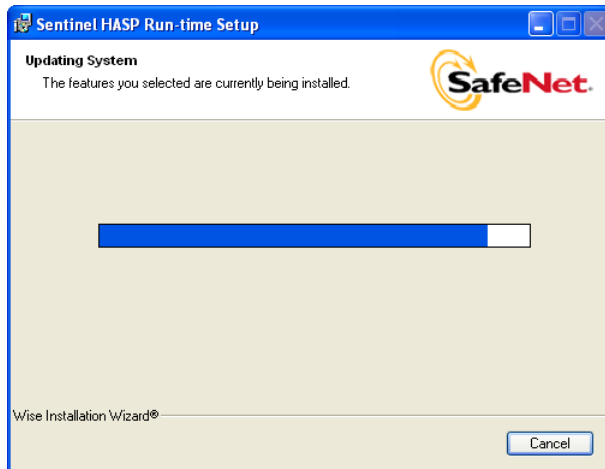 Sentinel HASP Run-time Setup
Updating System
The features you selected are currently being installed.
SafeNet.
Wise Installation Wizard®
Cancel